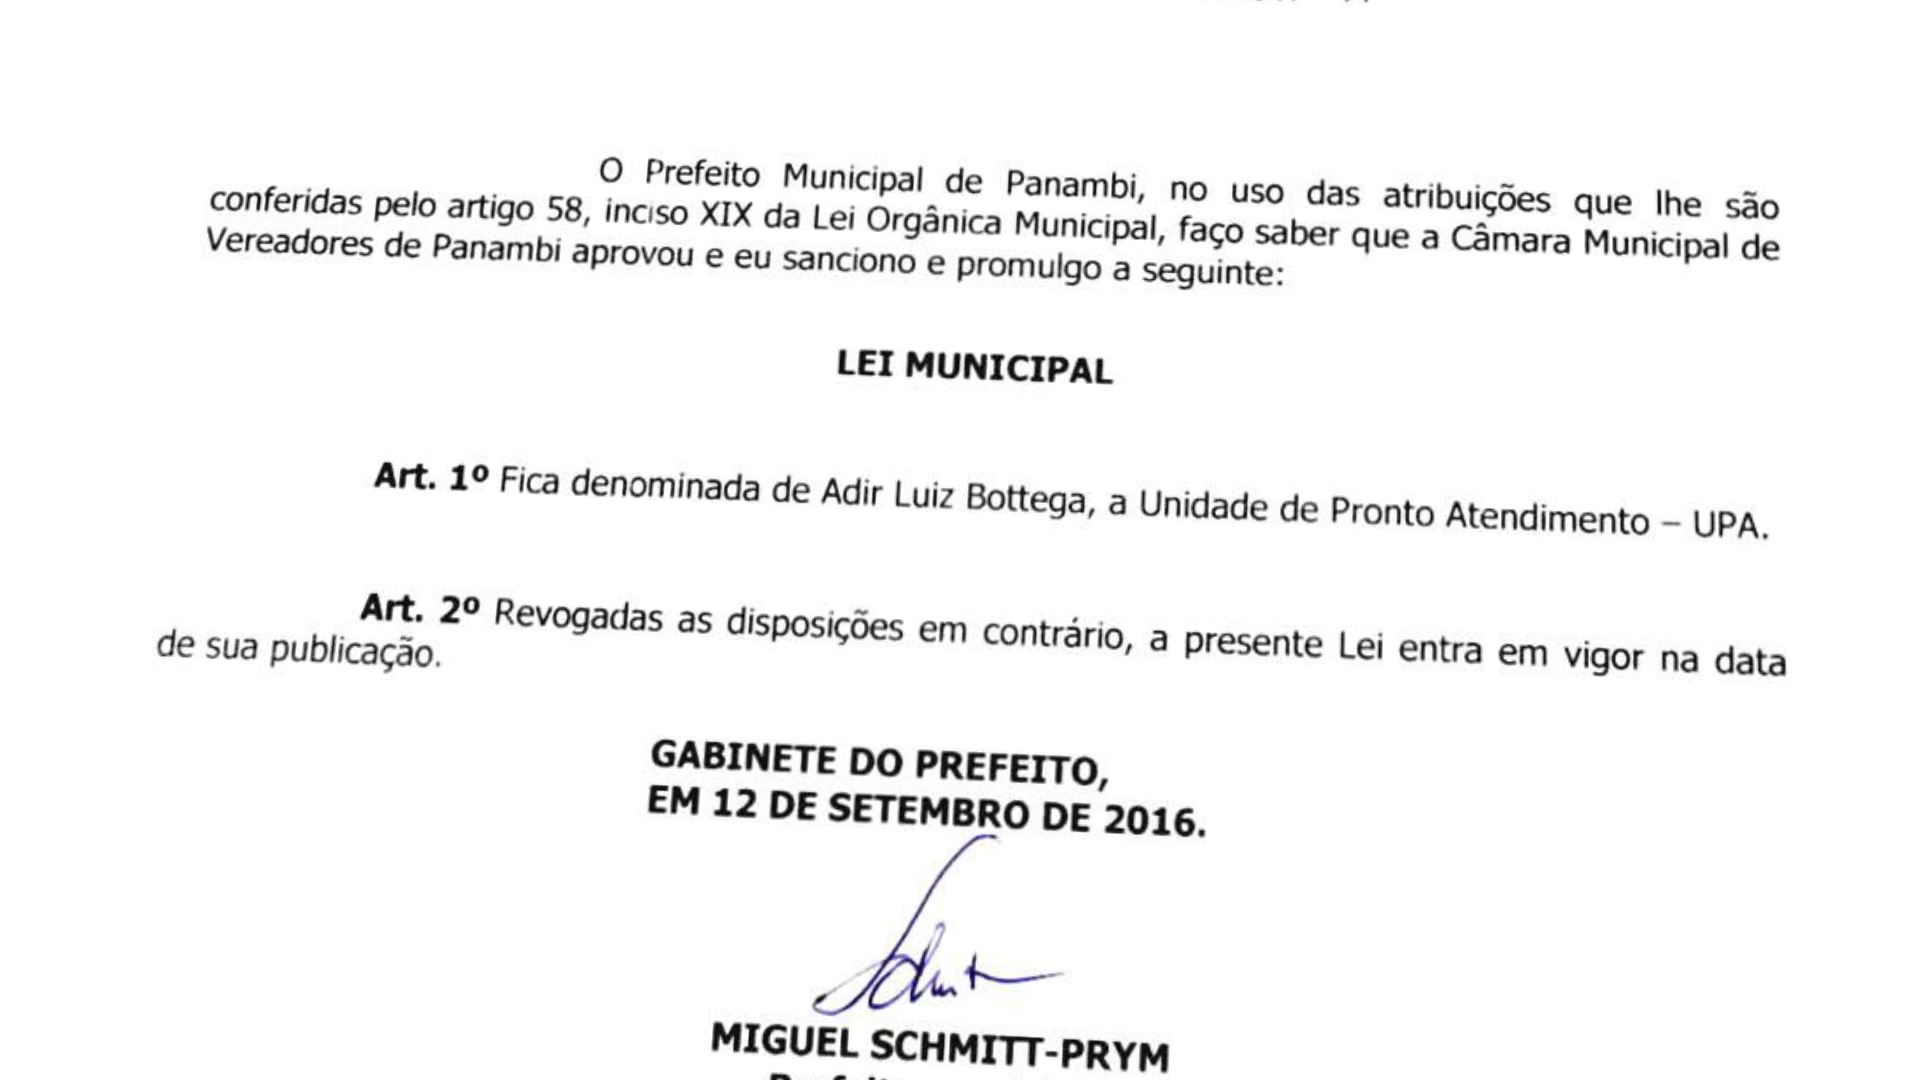 O Prefeito Municipal de Panambi, no uso das atribuições que lhe são
conferidas pelo artigo 58, inciso XIX da Lei Orgânica Municipal, faço saber que a Câmara Municipal de
Vereadores de Panambi aprovou e eu sanciono e promulgo a seguinte:
LEI MUNICIPAL
Art. 1º Fica denominada de Adir Luiz Bottega, a Unidade de Pronto Atendimento – UPA.
Art. 2º Revogadas as disposições em contrário, a presente Lei entra em vigor na data
de sua publicação.
GABINETE DO PREFEITO,
EM 12 DE SETEMBRO DE 2016.
MIGUEL SCHMITT-PRYM